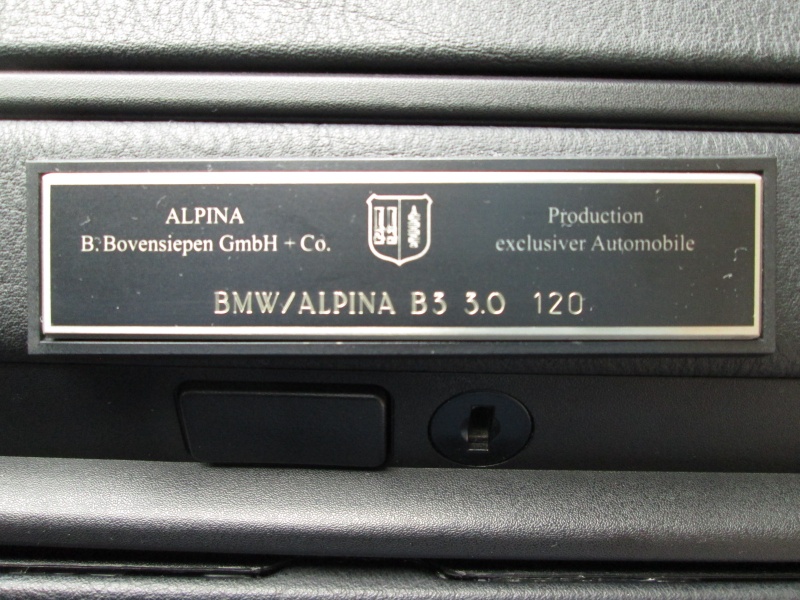 ALPINA
B. Bovensiepen GmbH + Co.
Production
exclusiver Automobile
BMW/ALPINA B3 3.0 120